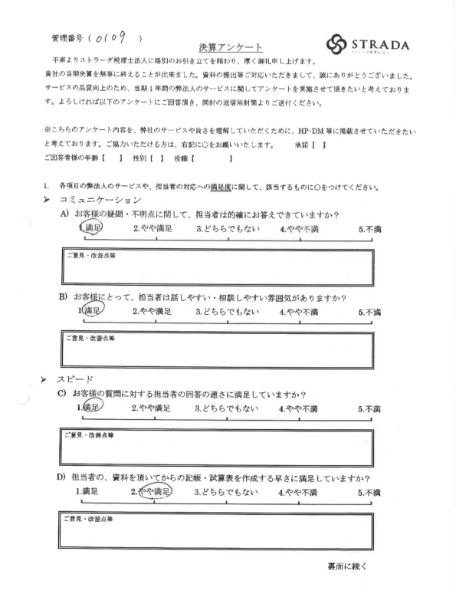 管理番号 ( 0109 )
STRADA
決算アンケート
平素よりストラーダ税理士法人に格別のお引き立てを賜わり、厚く御礼申し上げます。
貴社の当期決算を無事に終えることが出来ました。資料の提出等ご対応いただきまして、誠にありがとうございました。
サービスの品質向上のため、当期1年間の弊法人のサービスに関してアンケートを実施させて頂きたいと考えておりま
す。よろしければ以下のアンケートにご回答頂き、同封の返信用封筒よりご送付ください。
※こちらのアンケート内容を、弊社のサービスや良さを理解していただくために、HP・DM 等に掲載させていただきたい
と考えております。ご協力いただける方は、右記に○をお願いいたします。 承諾【 】
ご回答者様の年齢【 】 性別【 】 役職【 】
1. 各項目の弊法人のサービスや、担当者の対応への満足度に関して、該当するものに○をつけてください。
➢ コミュニケーション
A) お客様の疑問・不明点に関して、担当者は的確にお答えできていますか？
1.満足 2.やや満足 3.どちらでもない 4.やや不満 5.不満
ご意見・改善点等
B) お客様にとって、担当者は話しやすい・相談しやすい雰囲気がありますか？
1.満足 2.やや満足 3.どちらでもない 4.やや不満 5.不満
ご意見・改善点等
➢ スピード
C) お客様の質問に対する担当者の回答の速さに満足していますか？
1.満足 2.やや満足 3.どちらでもない 4.やや不満 5.不満
ご意見・改善点等
D) 担当者の、資料を頂いてからの記帳・試算表を作成する早さに満足していますか？
1.満足 2.やや満足 3.どちらでもない 4.やや不満 5.不満
ご意見・改善点等
裏面に続く